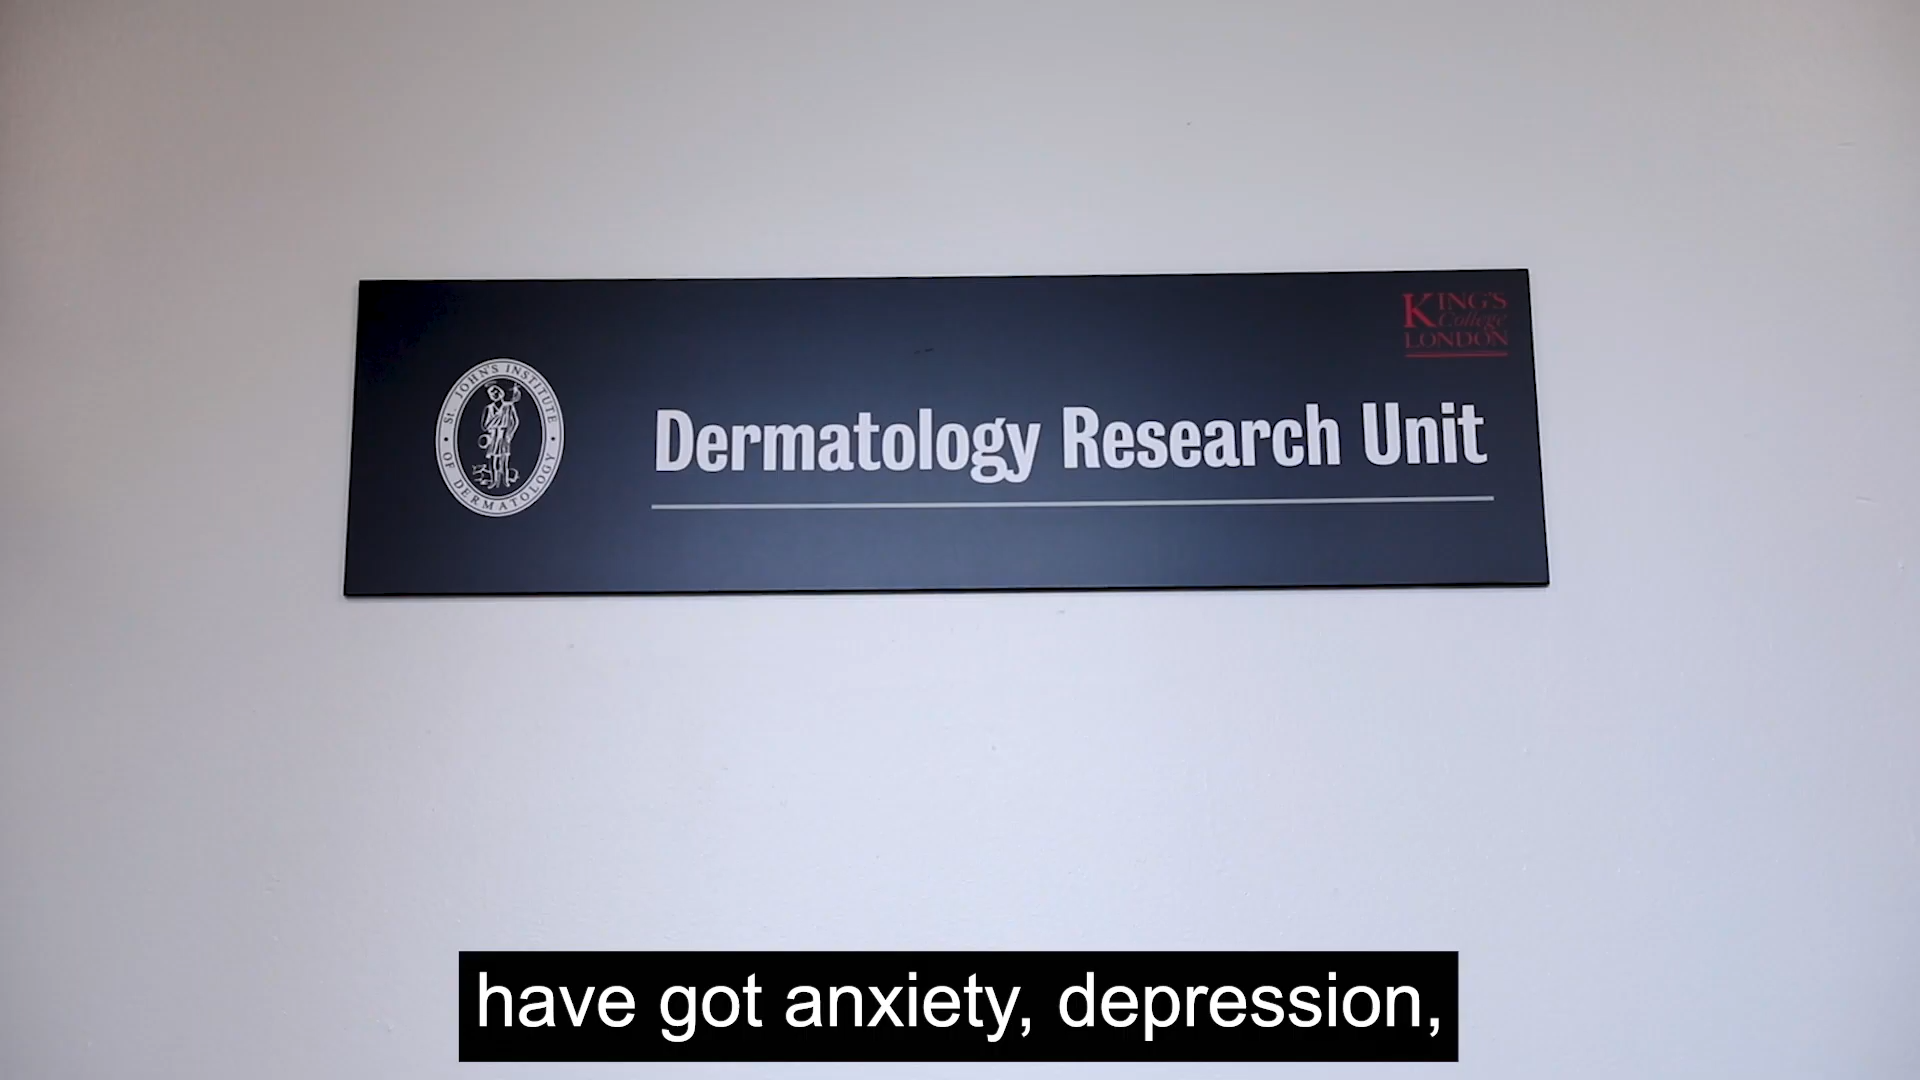 KING'S
College
LONDON
ST. JOHN'S INSTITUTE
OF DERMATOLOGY
Dermatology Research Unit
have got anxiety, depression,